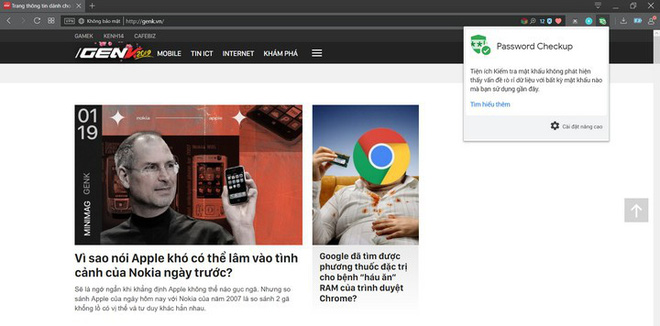 Trang thông tin dành cho
VPN Không bảo mật http://genk.vn/
12
GAMEK KENH14 CAFEBIZ
GENK 2019 MOBILE TIN ICT INTERNET KHÁM PHÁ
Password Checkup
Tiện ích Kiểm tra mật khẩu không phát hiện
thấy vấn đề rò rỉ dữ liệu với bất kỳ mật khẩu nào
mà bạn sử dụng gần đây.
Tìm hiểu thêm
Cài đặt nâng cao
01
19
NOKIA APPLE
MINIMAG GENK
Vì sao nói Apple khó có thể lâm vào tình
cảnh của Nokia ngày trước?
Sẽ là ngớ ngẩn khi khẳng định Apple không thể nào gục ngã. Nhưng so
sánh Apple của ngày hôm nay với Nokia của năm 2007 là so sánh 2 gã
khổng lồ có vị thế và tư duy khác hẳn nhau.
Google đã tìm được
phương thuốc đặc trị
cho bệnh “háu ăn”
RAM của trình duyệt
Chrome?